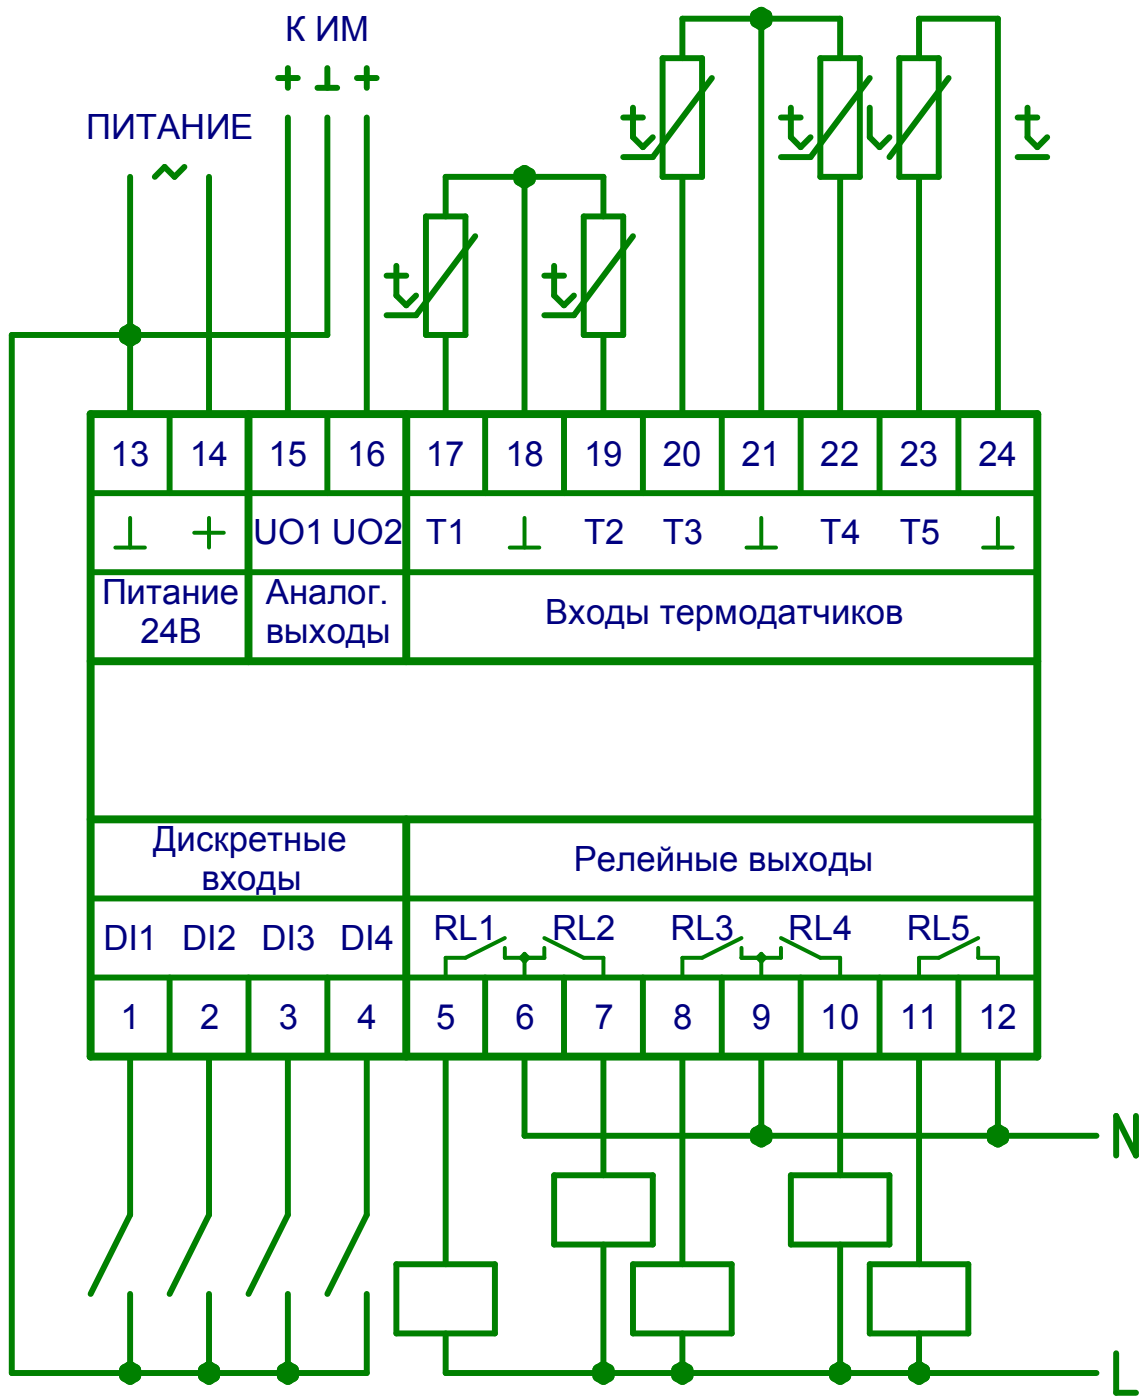 К ИМ
+ ⊥ +
ПИТАНИЕ
~
t t t t t
13 14 15 16 17 18 19 20 21 22 23 24
⊥ + UO1 UO2 T1 ⊥ T2 T3 ⊥ T4 T5 ⊥
Питание
24В
Аналог.
выходы
Входы термодатчиков
Дискретные
входы
Релейные выходы
DI1 DI2 DI3 DI4 RL1 RL2 RL3 RL4 RL5
1 2 3 4 5 6 7 8 9 10 11 12
N
L